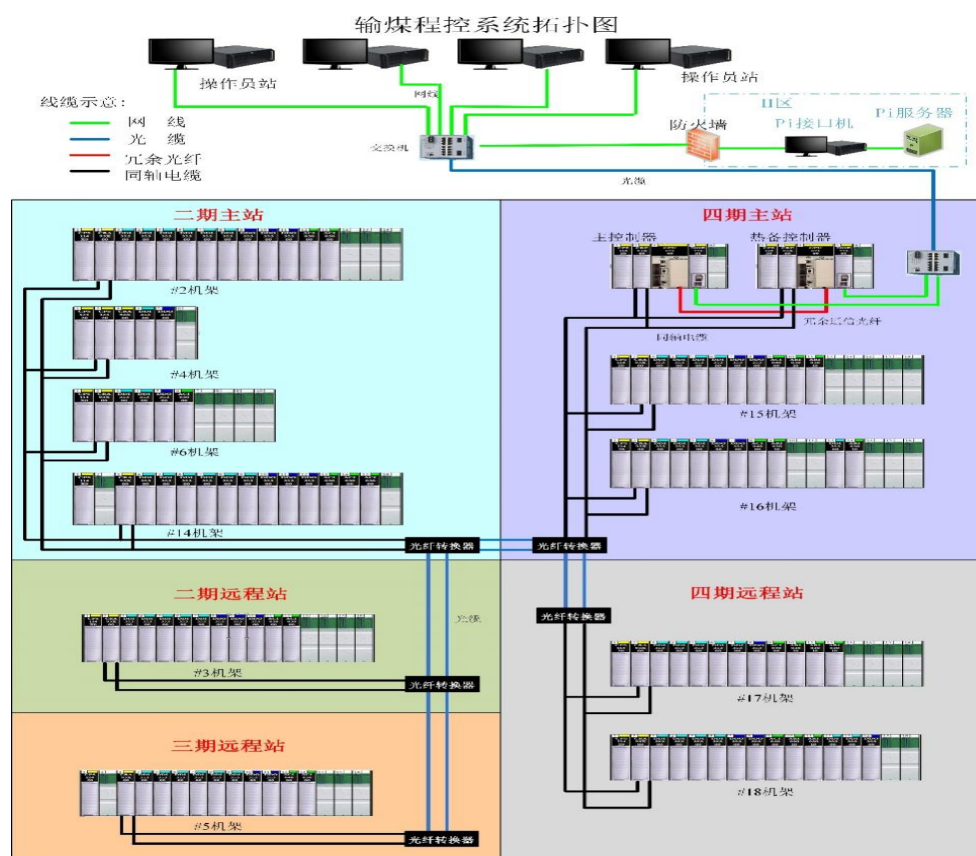 输煤程控系统拓扑图
操作员站
操作员站
网线
线缆示意:
网 线
光 缆
冗余光纤
同轴电缆
交换机
II区
防火墙
Pi接口机
Pi服务器
光缆
二期主站
#2机架
#4机架
#6机架
#14机架
光纤转换器
四期主站
主控制器
热备控制器
冗余通信光纤
同轴电缆
#15机架
#16机架
光纤转换器
二期远程站
光缆
#3机架
光纤转换器
三期远程站
#5机架
光纤转换器
四期远程站
光纤转换器
#17机架
#18机架